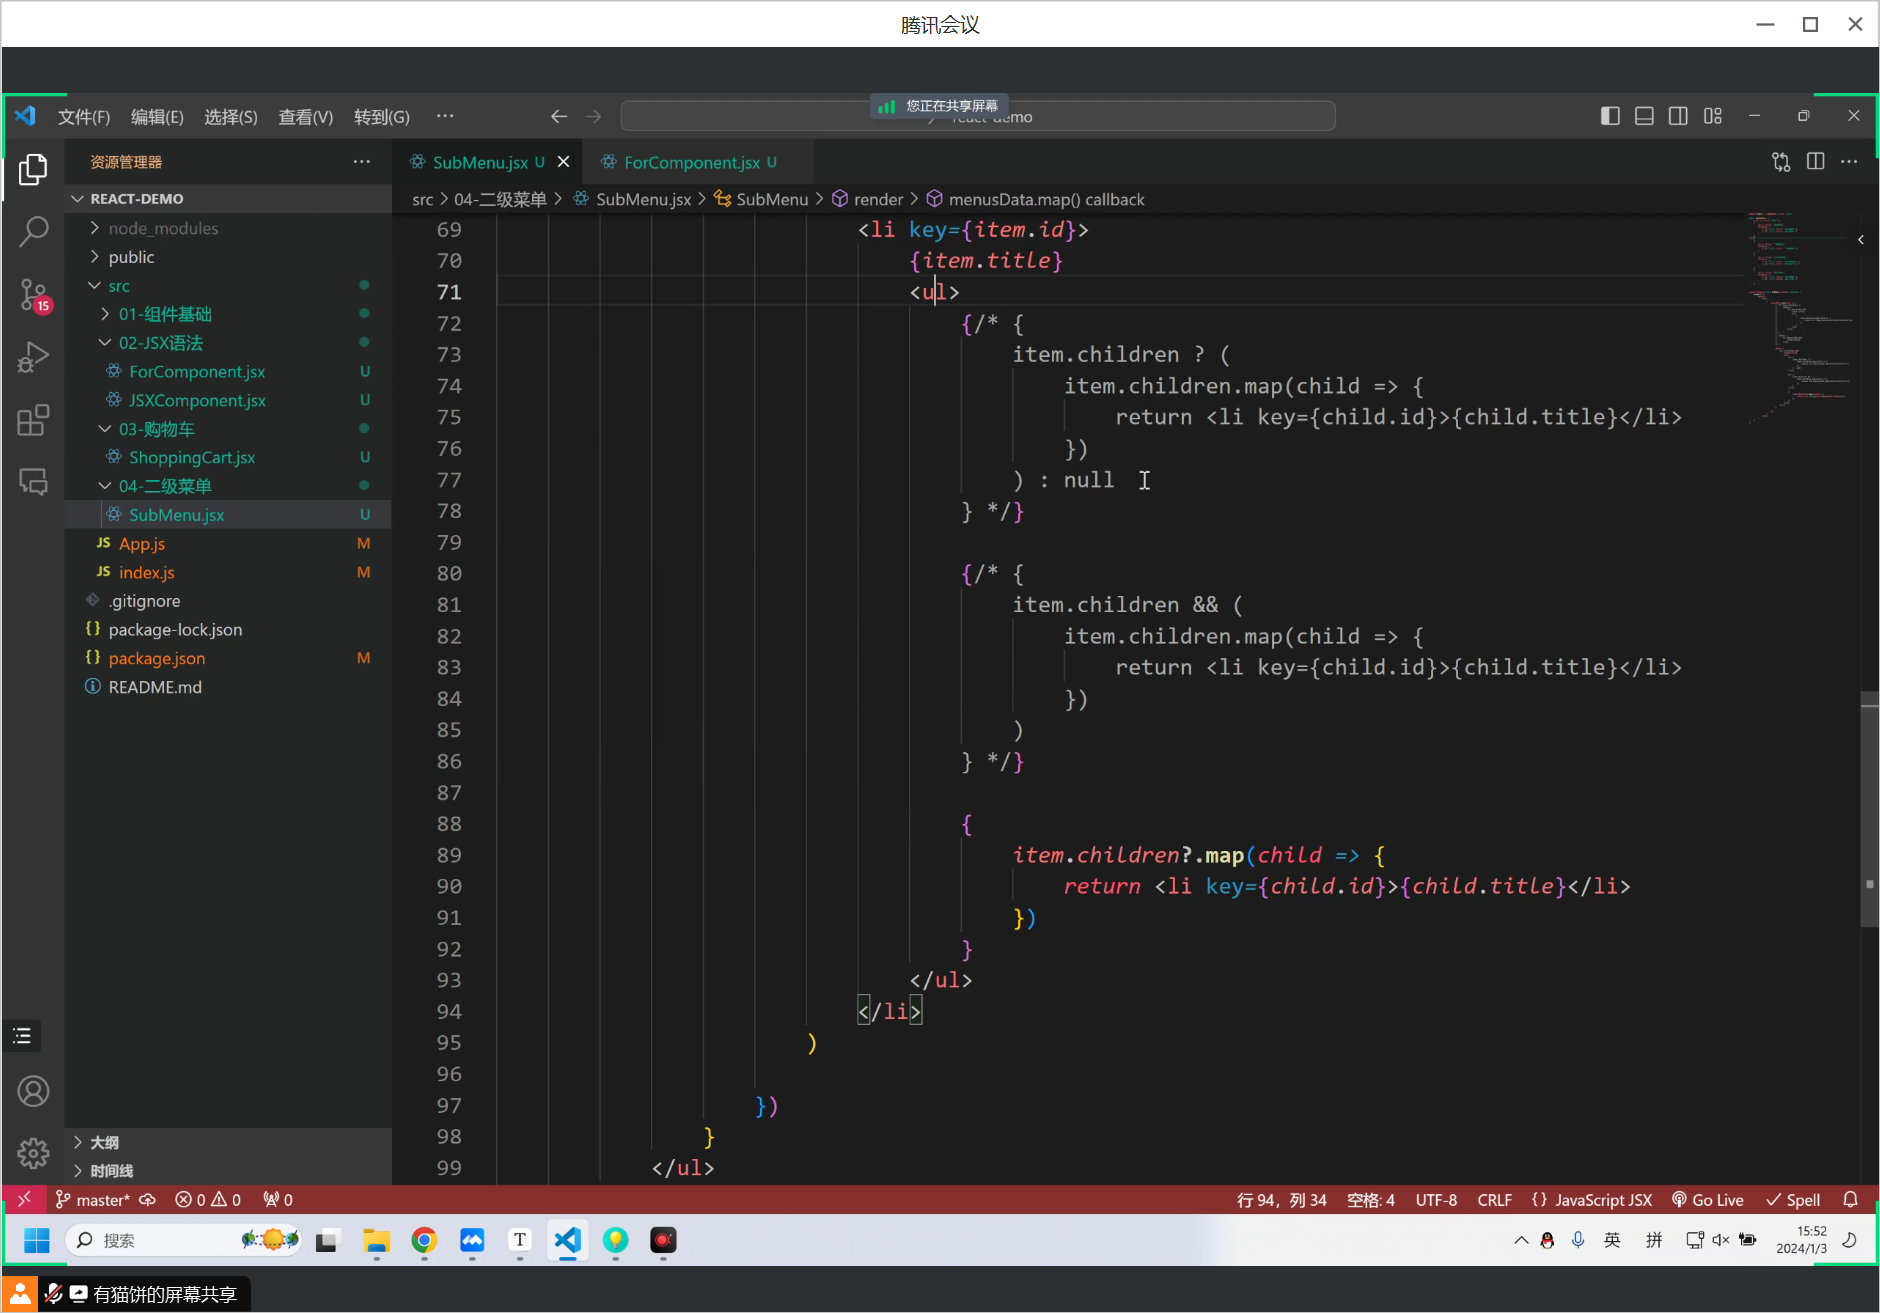 腾讯会议
文件(F) 编辑(E) 选择(S) 查看(V) 转到(G) ···
您正在共享屏幕
react-demo
资源管理器 ···
SubMenu.jsx U
ForComponent.jsx U
REACT-DEMO
src > 04-二级菜单 > SubMenu.jsx > SubMenu > render > menusData.map() callback
node_modules
public
src
01-组件基础
02-JSX语法
ForComponent.jsx U
JSXComponent.jsx U
03-购物车
ShoppingCart.jsx U
04-二级菜单
SubMenu.jsx U
JS App.js M
JS index.js M
.gitignore
{} package-lock.json
{} package.json M
README.md
大纲
时间线
15
69 <li key={item.id}>
70 {item.title}
71 <ul>
72 {/* {
73 item.children ? (
74 item.children.map(child => {
75 return <li key={child.id}>{child.title}</li>
76 })
77 ) : null
78 } */}
79
80 {/* {
81 item.children && (
82 item.children.map(child => {
83 return <li key={child.id}>{child.title}</li>
84 })
85 )
86 } */}
87
88 {
89 item.children?.map(child => {
90 return <li key={child.id}>{child.title}</li>
91 })
92 }
93 </ul>
94 </li>
95 )
96
97 })
98 }
99 </ul>
master* 0 0 0 行 94，列 34 空格: 4 UTF-8 CRLF {} JavaScript JSX Go Live Spell
搜索
T
英 拼
15:52
2024/1/3
有猫饼的屏幕共享